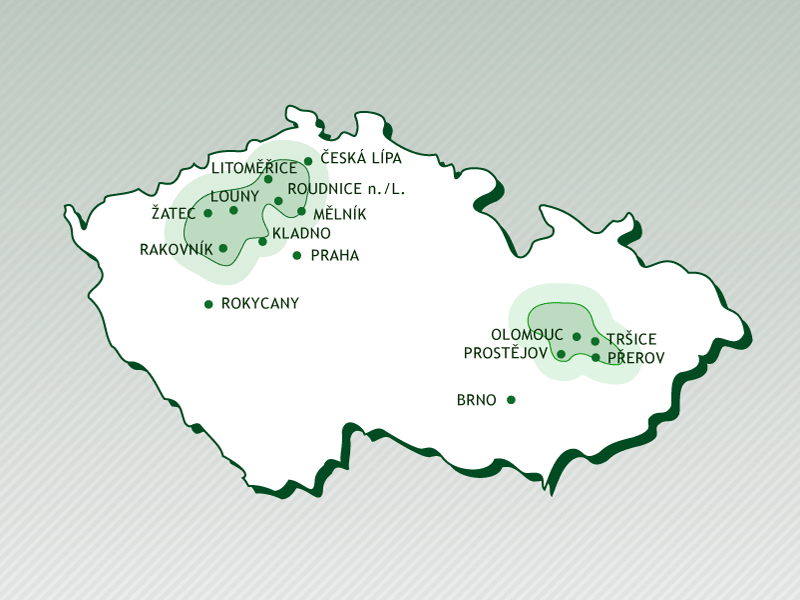 ČESKÁ LÍPA
LITOMĚŘICE
ROUDNICE n./L.
LOUNY
ŽATEC
MĚLNÍK
KLADNO
RAKOVNÍK
PRAHA
ROKYCANY
OLOMOUC
TRŠICE
PROSTĚJOV
PŘEROV
BRNO